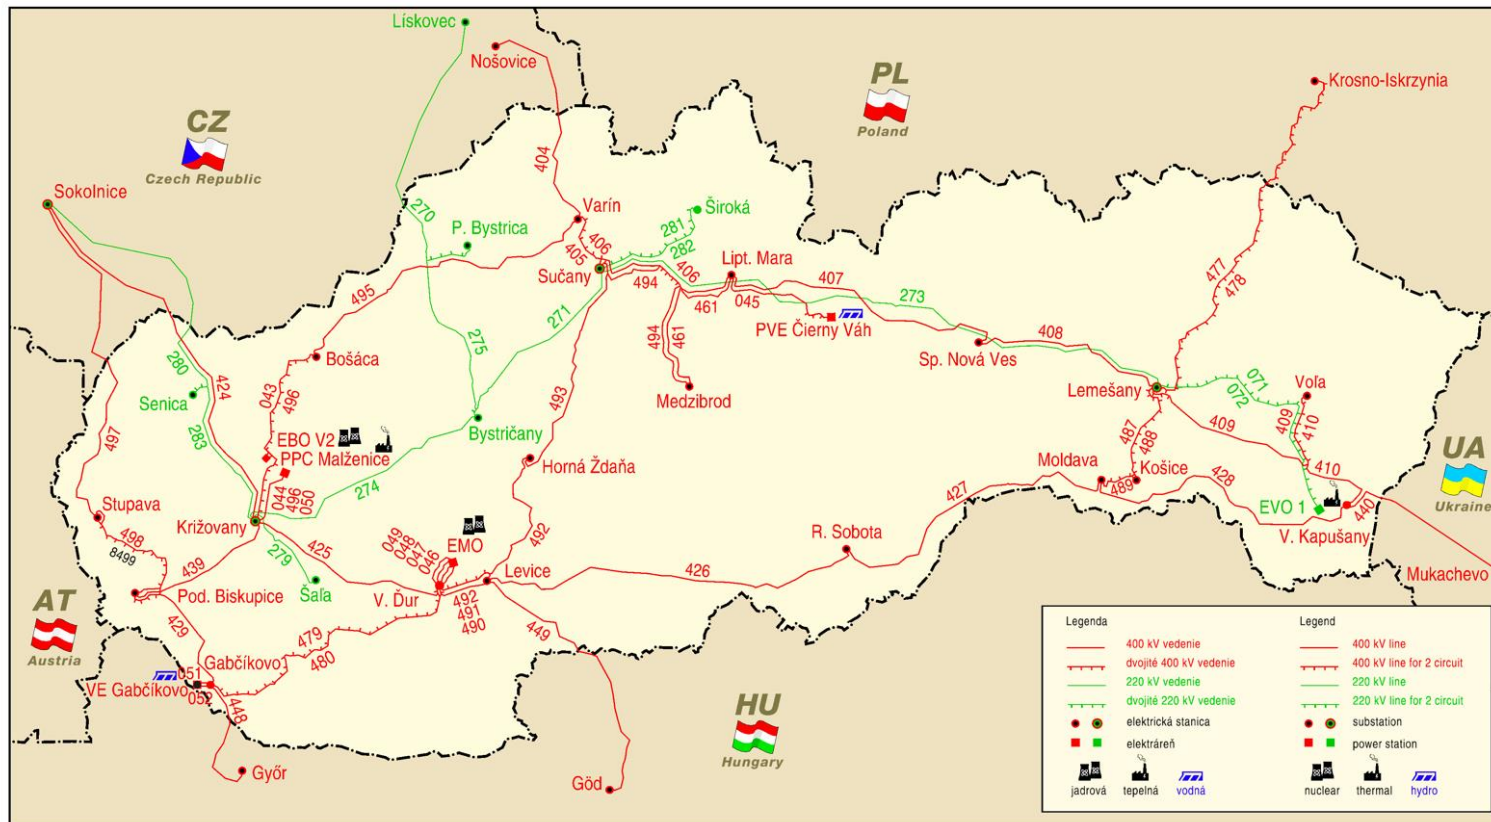 Lískovec
Nošovice
PL
Poland
Krosno-Iskrzynia
CZ
Czech Republic
404
Sokolnice
270
P. Bystrica
Varín
Široká
281
282
406
405
Sučany
494
406
Lipt. Mara
407
477
478
461
045
273
495
271
275
PVE Čierny Váh
408
Sp. Nová Ves
494
461
Bošáca
280
424
Senica
043
496
493
Medzibrod
Lemešany
071
072
Voľa
409
410
283
497
Bystričany
409
487
488
EBO V2
PPC Malženice
Horná Ždaňa
Moldava
Košice
410
UA
Ukraine
489
428
427
274
044
496
050
EVO 1
440
V. Kapušany
Stupava
Križovany
498
8499
279
425
049
048
047
046
EMO
492
R. Sobota
Mukachevo
439
Levice
426
Šaľa
V. Ďur
Pod. Biskupice
492
491
490
AT
Austria
429
449
479
480
Gabčíkovo
051
VE Gabčíkovo
052
448
HU
Hungary
Győr
Göd
Legenda
400 kV vedenie
dvojité 400 kV vedenie
220 kV vedenie
dvojité 220 kV vedenie
elektrická stanica
elektráreň
jadrová
tepelná
vodná
Legend
400 kV line
400 kV line for 2 circuit
220 kV line
220 kV line for 2 circuit
substation
power station
nuclear
thermal
hydro